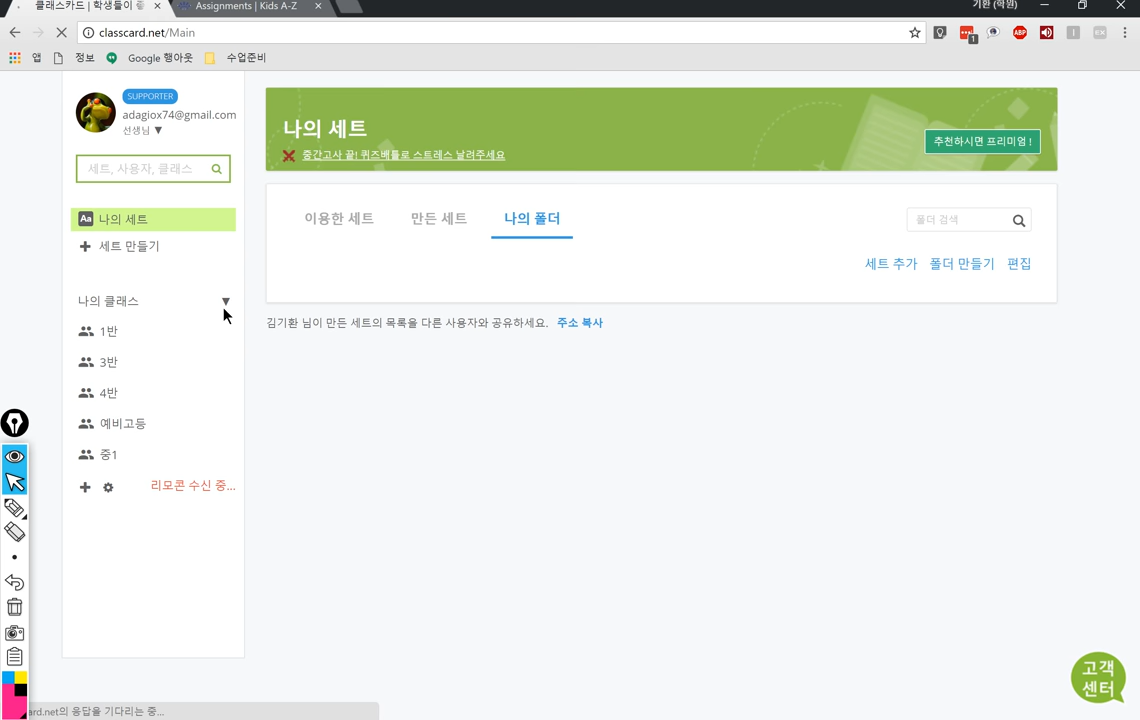 클래스카드 | 학생들이 좋
Assignments | Kids A-Z
기환 (학원)
classcard.net/Main
ABP
1
앱
정보
Google 행아웃
수업준비
SUPPORTER
adagiox74@gmail.com
선생님 ▼
세트, 사용자, 클래스
Aa 나의 세트
세트 만들기
나의 클래스 ▼
1반
3반
4반
예비고등
중1
리모콘 수신 중...
나의 세트
중간고사 끝! 퀴즈배틀로 스트레스 날려주세요
추천하시면 프리미엄 !
이용한 세트
만든 세트
나의 폴더
폴더 검색
세트 추가 폴더 만들기 편집
김기환 님이 만든 세트의 목록을 다른 사용자와 공유하세요. 주소 복사
고객
센터
ard.net의 응답을 기다리는 중...